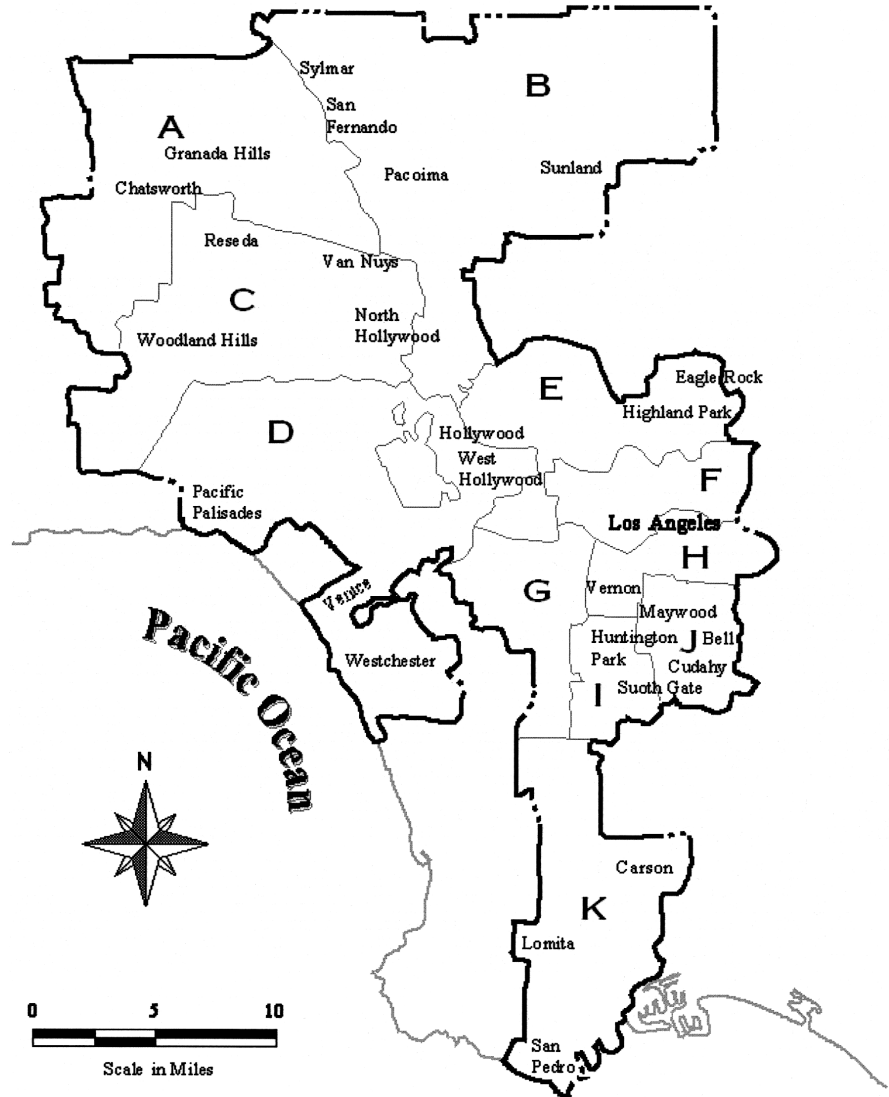 Sylmar
B
San
Fernando
A
Granada Hills
Pacoima
Sunland
Chatsworth
Reseda
Van Nuys
C
North
Hollywood
Woodland Hills
E
Eagle Rock
Highland Park
D
Hollywood
West
Hollywood
F
Pacific
Palisades
Los Angeles
H
G
Vernon
Venice
Maywood
Huntington
Park
J
Bell
Westchester
Cudahy
I
Suoth Gate
Pacific Ocean
N
Carson
K
Lomita
0 5 10
Scale in Miles
San
Pedro